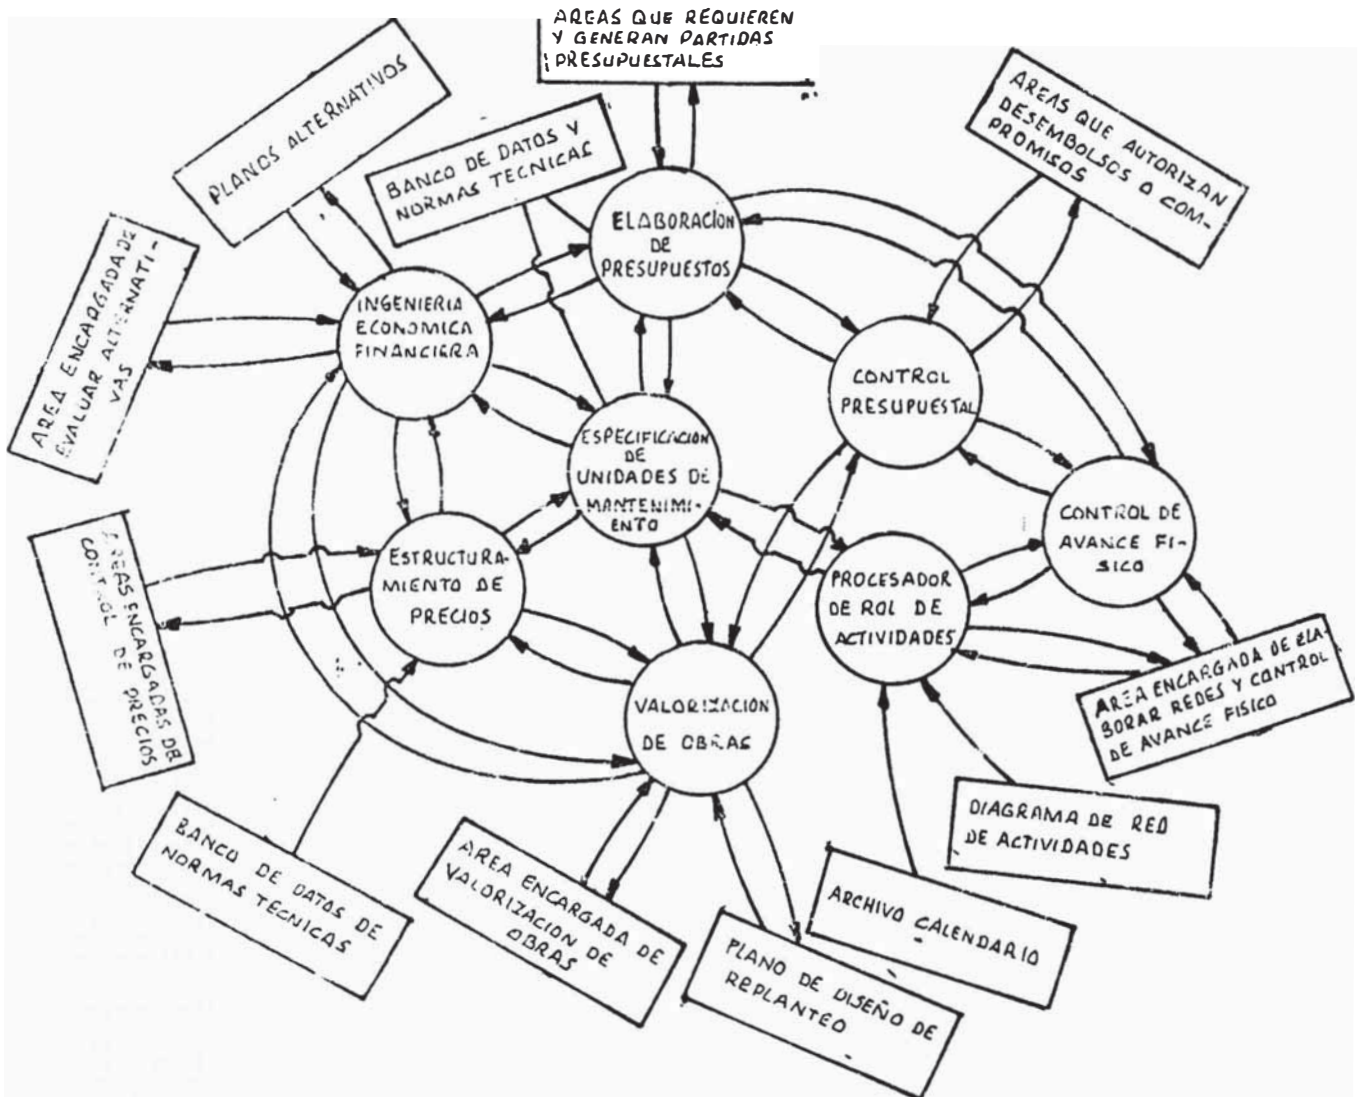 AREAS QUE REQUIEREN
Y GENERAN PARTIDAS
PRESUPUESTALES
PLANOS ALTERNATIVOS
BANCO DE DATOS Y
NORMAS TECNICAS
AREAS QUE AUTORIZAN
DESEMBOLSOS O COM-
PROMISOS
ELABORACION
DE
PRESUPUESTOS
AREA ENCARGADA DE
EVALUAR ALTERNATI-
VAS
INGENIERIA
ECONOMICA
FINANCIERA
CONTROL
PRESUPUESTAL
ESPECIFICACION
DE
UNIDADES DE
MANTENIMI-
ENTO
CONTROL DE
AVANCE FI-
SICO
AREAS ENCARGADAS DE
CONTROL DE PRECIOS
ESTRUCTURA-
MIENTO DE
PRECIOS
PROCESADOR
DE ROL DE
ACTIVIDADES
AREA ENCARGADA DE ELA-
BORAR REDES Y CONTROL
DE AVANCE FISICO
VALORIZACION
DE OBRAS
DIAGRAMA DE RED
DE ACTIVIDADES
BANCO DE DATOS DE
NORMAS TECNICAS
AREA ENCARGADA DE
VALORIZACION DE
OBRAS
ARCHIVO CALENDARIO
PLANO DE DISEÑO DE
REPLANTEO